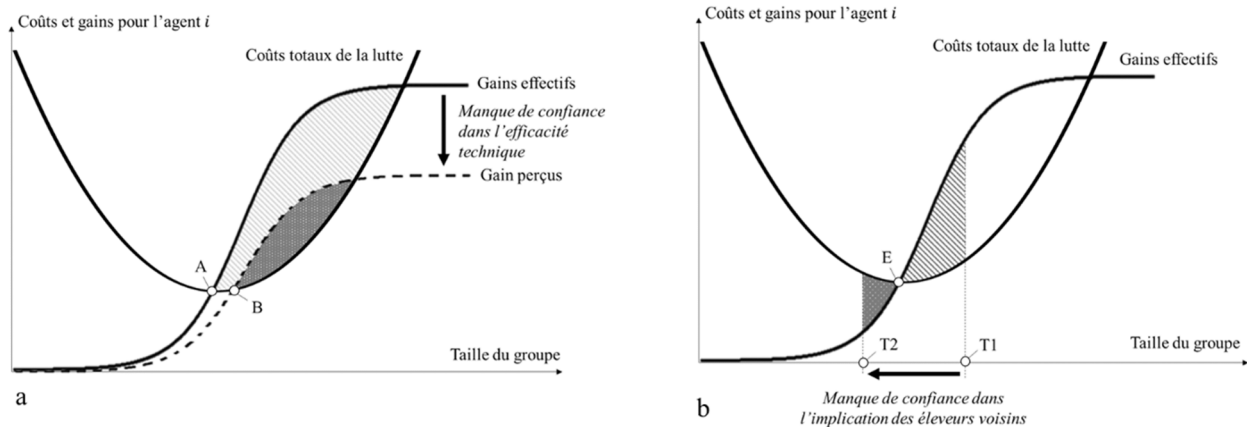 Coûts et gains pour l'agent i
Coûts totaux de la lutte
Gains effectifs
Manque de confiance
dans l'efficacité
technique
Gain perçus
A
B
Taille du groupe
a
Coûts et gains pour l'agent i
Coûts totaux de la lutte
Gains effectifs
E
T2
T1
Taille du groupe
Manque de confiance dans
l'implication des éleveurs voisins
b